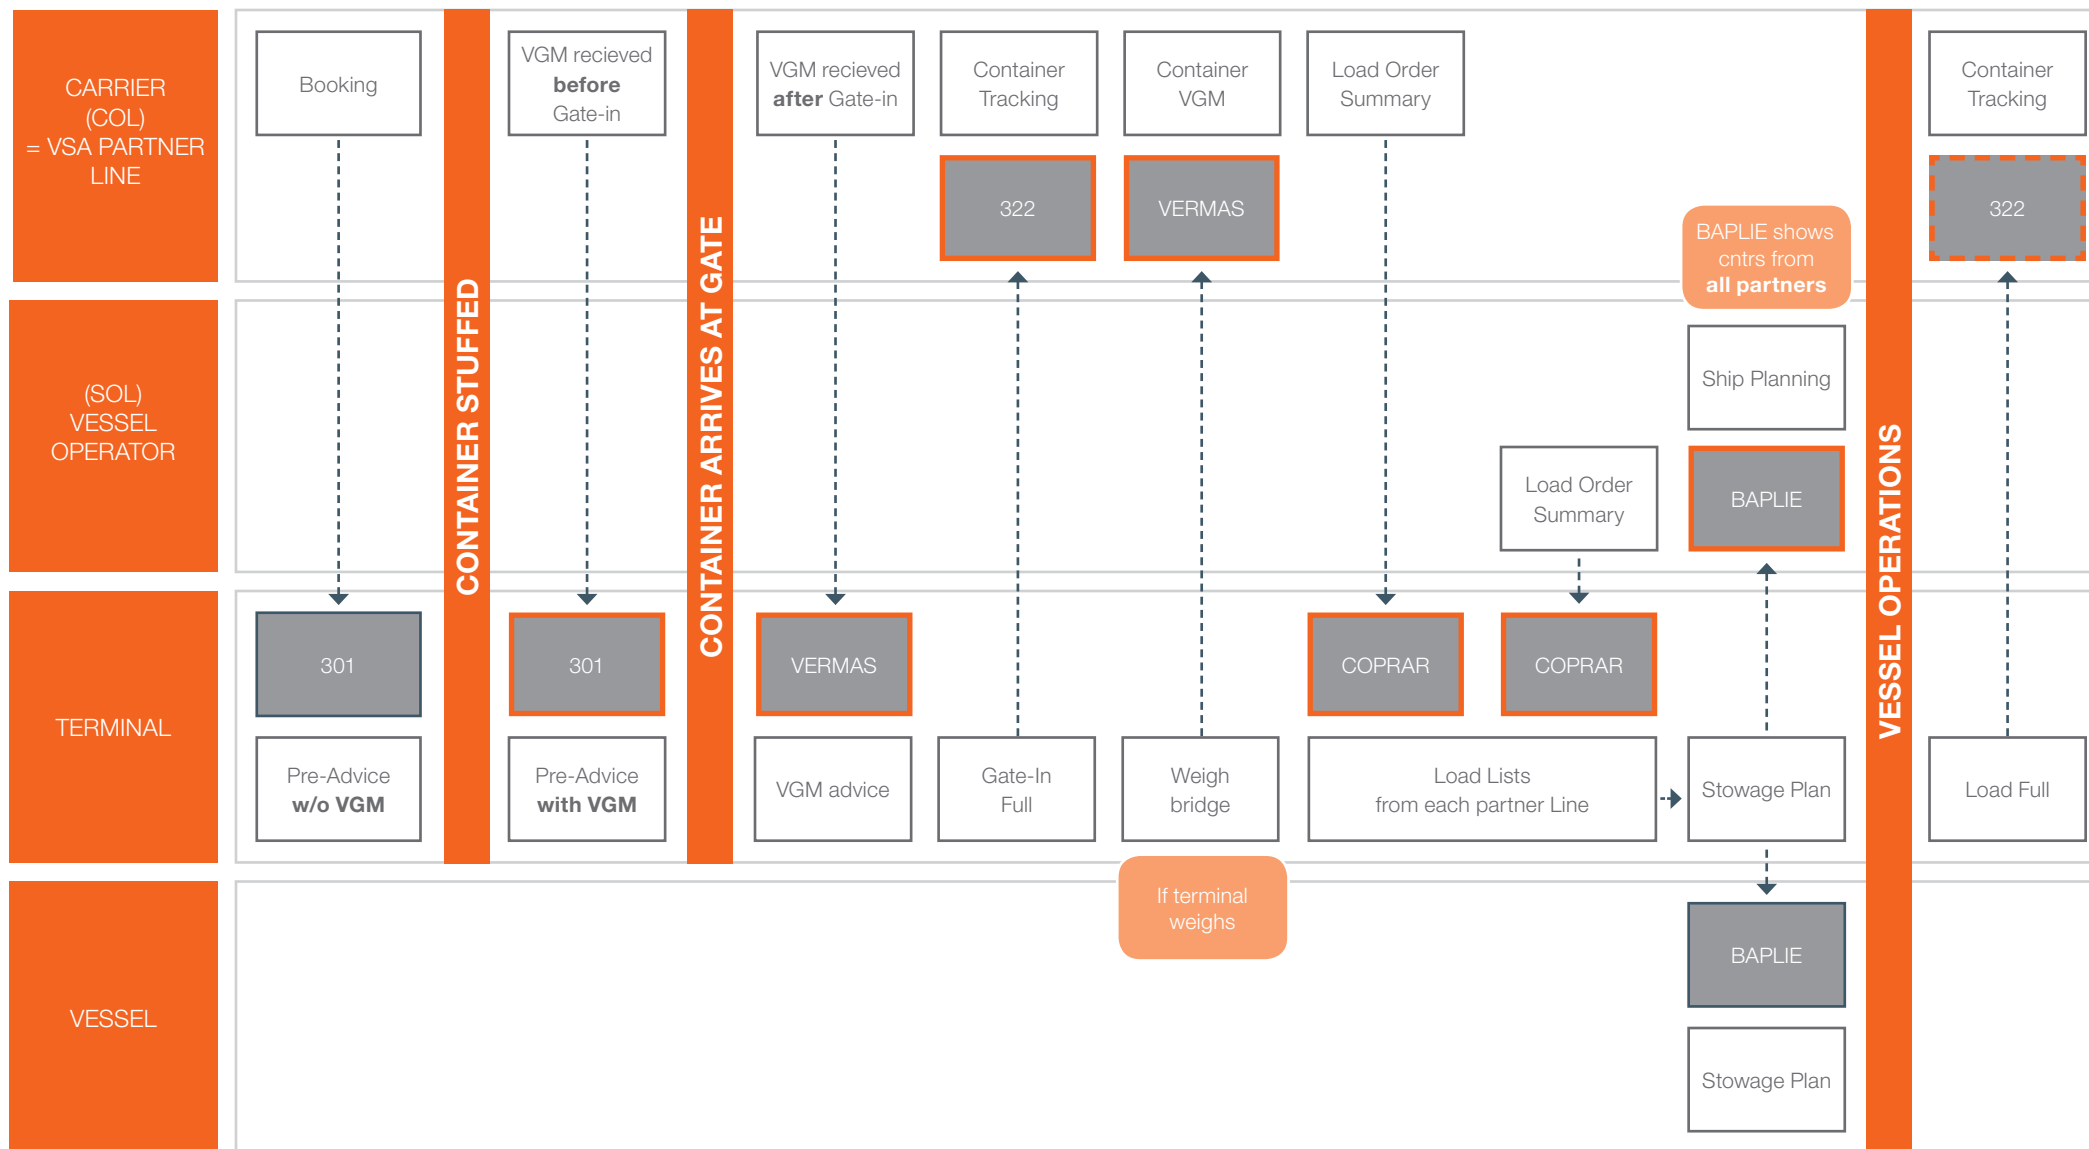 CARRIER
(COL)
= VSA PARTNER
LINE
Booking
CONTAINER STUFFED
VGM recieved
before
Gate-in
CONTAINER ARRIVES AT GATE
VGM recieved
after Gate-in
Container
Tracking
322
Container
VGM
VERMAS
Load Order
Summary
BAPLIE shows
cntrs from
all partners
VESSEL OPERATIONS
Container
Tracking
322
(SOL)
VESSEL
OPERATOR
Load Order
Summary
Ship Planning
BAPLIE
TERMINAL
301
Pre-Advice
w/o VGM
301
Pre-Advice
with VGM
VERMAS
VGM advice
Gate-In
Full
Weigh
bridge
COPRAR
COPRAR
Load Lists
from each partner Line
Stowage Plan
Load Full
If terminal
weighs
VESSEL
BAPLIE
Stowage Plan